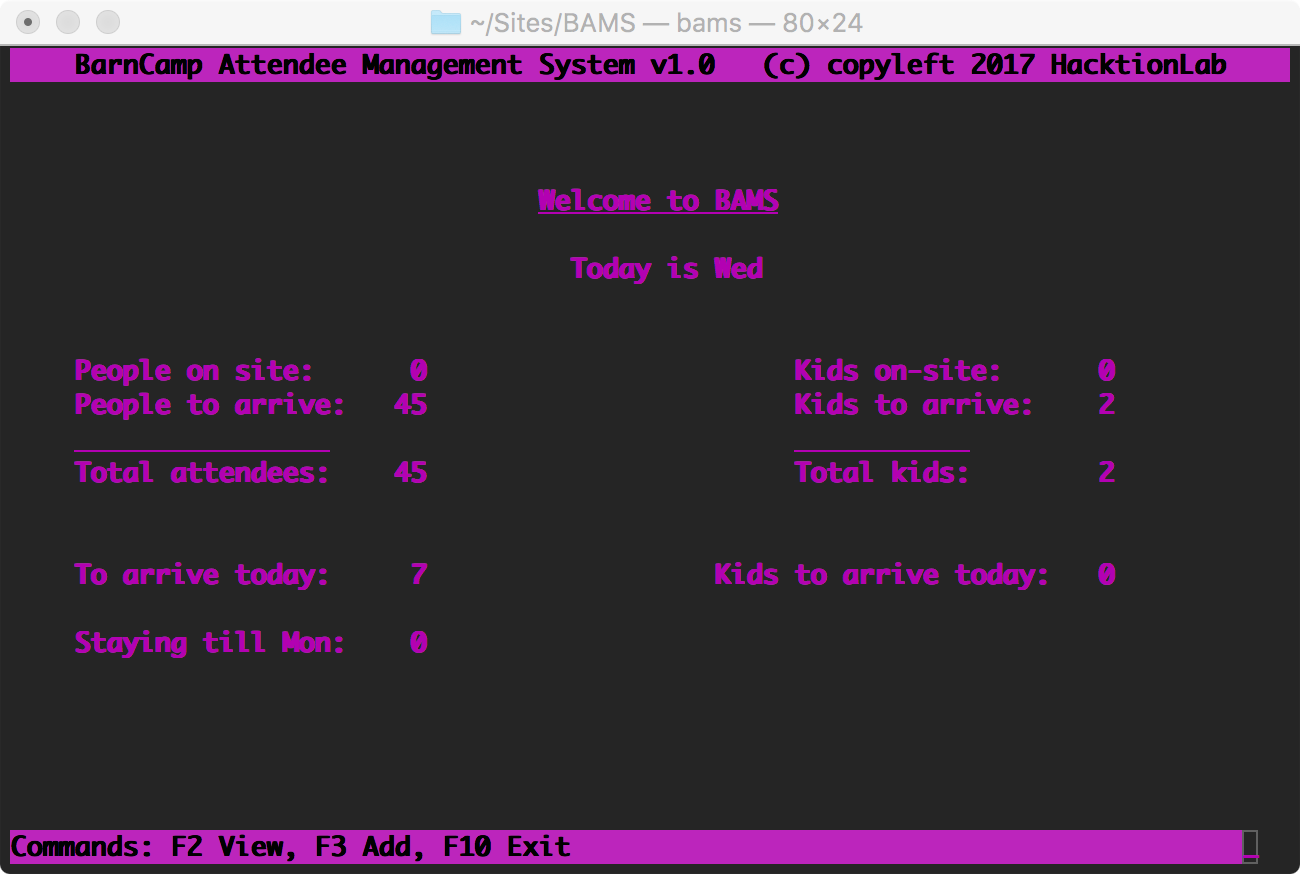 ~/Sites/BAMS — bams — 80×24
BarnCamp Attendee Management System v1.0 (c) copyleft 2017 HacktionLab
Welcome to BAMS
Today is Wed
People on site: 0 Kids on-site: 0
People to arrive: 45 Kids to arrive: 2
Total attendees: 45 Total kids: 2
To arrive today: 7 Kids to arrive today: 0
Staying till Mon: 0
Commands: F2 View, F3 Add, F10 Exit